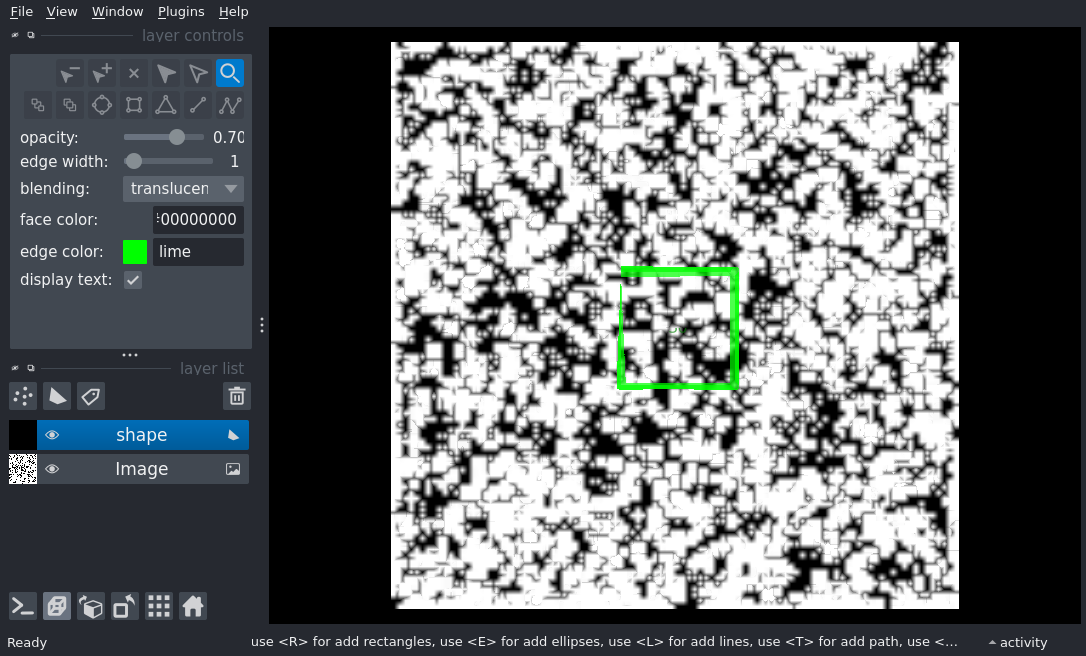 File View Window Plugins Help
layer controls
opacity: 0.70
edge width: 1
blending: translucen
face color: 00000000
edge color: lime
display text:
layer list
shape
Image
Ready
use <R> for add rectangles, use <E> for add ellipses, use <L> for add lines, use <T> for add path, use <...
activity